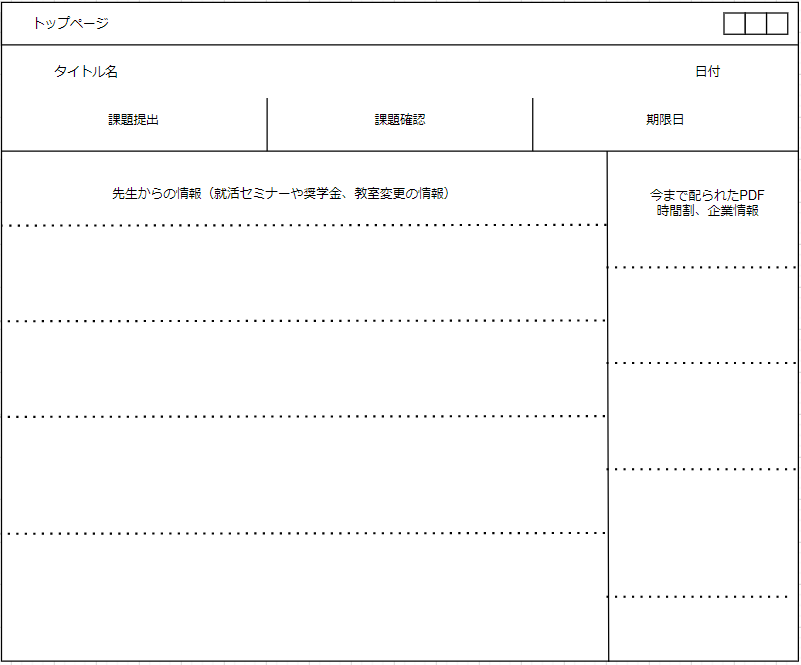 トップページ
タイトル名
日付
課題提出
課題確認
期限日
先生からの情報（就活セミナーや奨学金、教室変更の情報）
今まで配られたPDF
時間割、企業情報